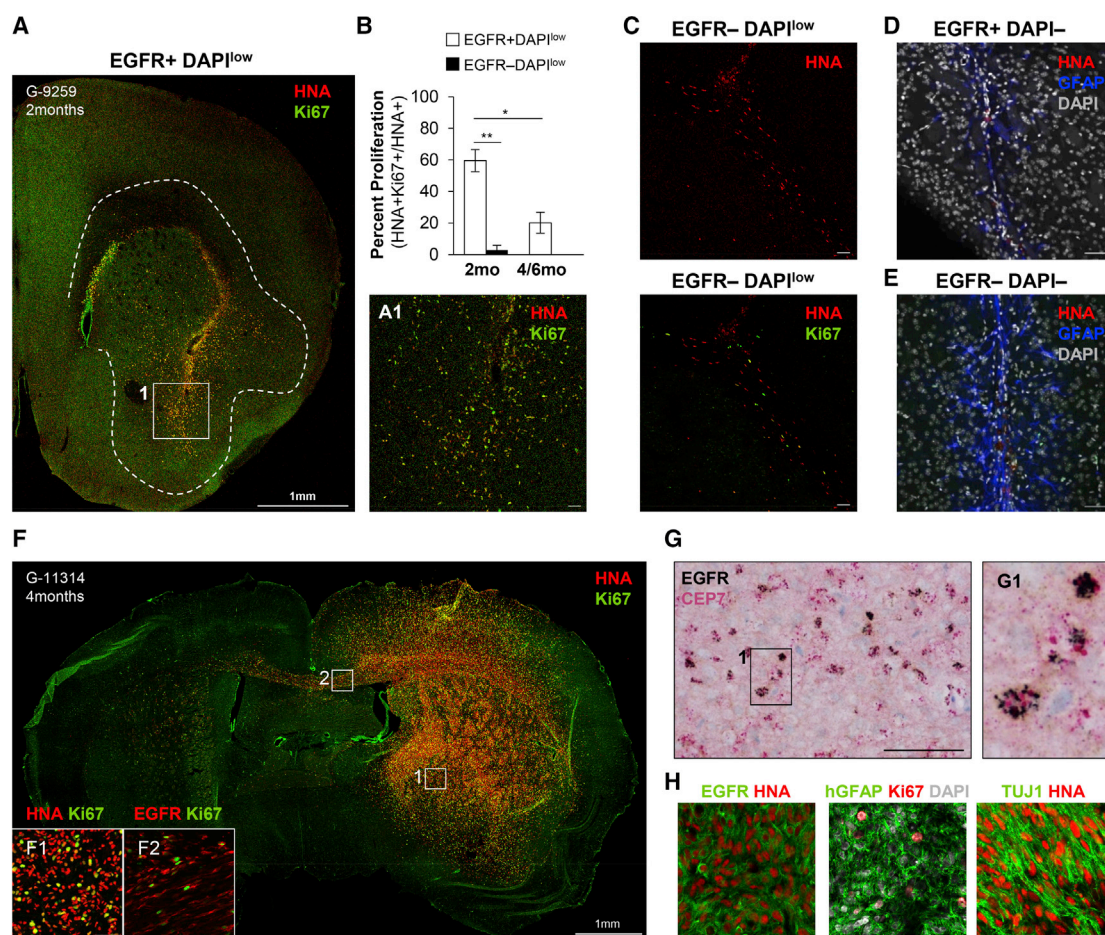 A
EGFR+ DAPIlow
G-9259
2months
HNA
Ki67
1
1mm
B
EGFR+DAPIlow
EGFR–DAPIlow
Percent Proliferation
(HNA+Ki67+/HNA+)
100
80
60
40
20
0
*
**
2mo 4/6mo
A1
HNA
Ki67
C
EGFR– DAPIlow
HNA
EGFR– DAPIlow
HNA
Ki67
D
EGFR+ DAPI–
HNA
GFAP
DAPI
E
EGFR– DAPI–
HNA
GFAP
DAPI
F
G-11314
4months
HNA
Ki67
2
1
HNA Ki67
F1
EGFR Ki67
F2
1mm
G
EGFR
CEP7
1
G1
H
EGFR HNA
hGFAP Ki67 DAPI
TUJ1 HNA